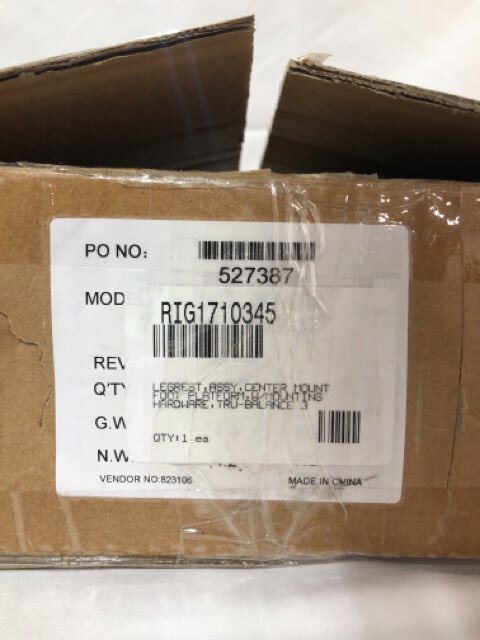 PO NO:
527387
MODE
RIG1710345
REV
LEGREST,ASSY,CENTER MOUNT
Q'TY
FOOT PLATFORM,W/MOUNTING
HARDWARE,TRU-BALANCE 3
G.W
QTY:1 ea
N.W.
VENDOR NO:823106
MADE IN CHINA